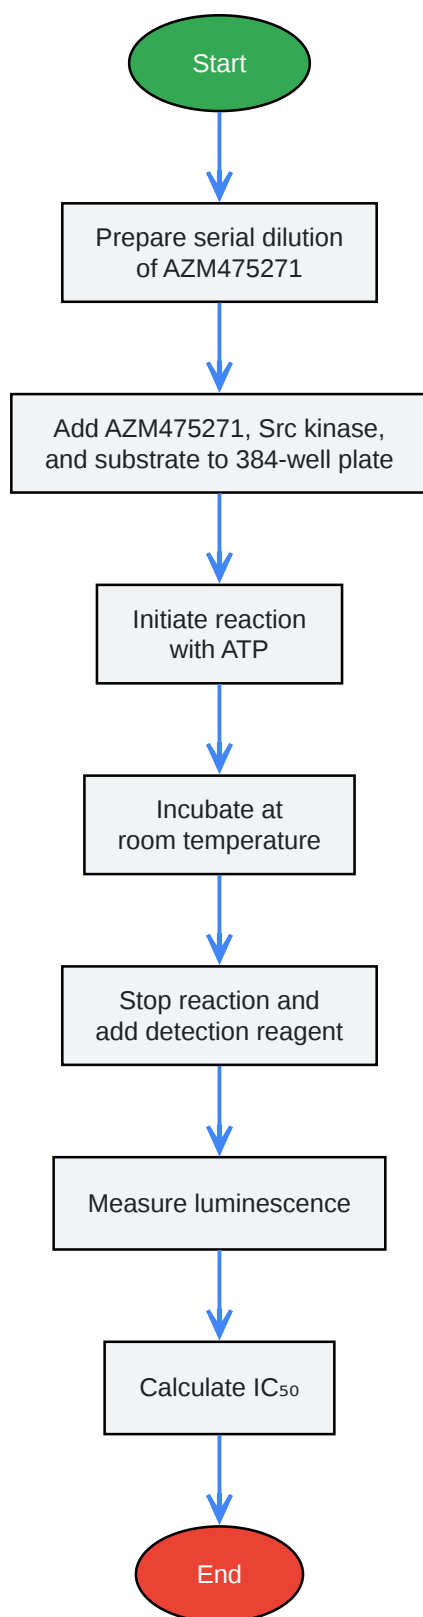 Start
Prepare serial dilution
of AZM475271
Add AZM475271, Src kinase,
and substrate to 384-well plate
Initiate reaction
with ATP
Incubate at
room temperature
Stop reaction and
add detection reagent
Measure luminescence
Calculate IC₅₀
End